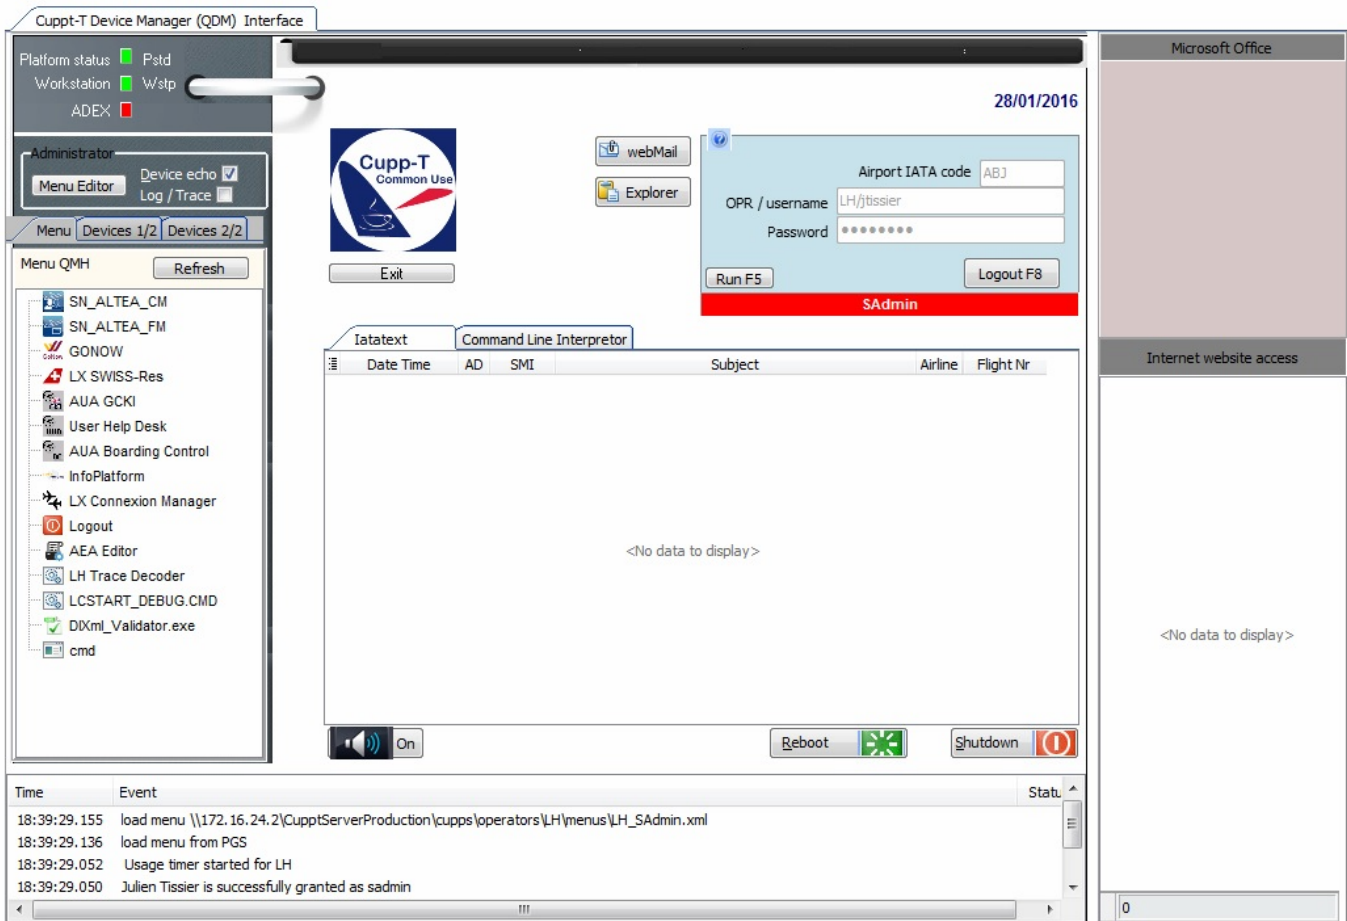 Cuppt-T Device Manager (QDM) Interface
Platform status Pstd
Workstation Wstp
ADEX
Administrator
Menu Editor
Device echo
Log / Trace
Menu Devices 1/2 Devices 2/2
Menu QMH Refresh
SN_ALTEA_CM
SN_ALTEA_FM
GONOW
LX SWISS-Res
AUA GCKI
User Help Desk
AUA Boarding Control
InfoPlatform
LX Connexion Manager
Logout
AEA Editor
LH Trace Decoder
LCSTART_DEBUG.CMD
DIXml_Validator.exe
cmd
28/01/2016
Cupp-T
Common Use
Exit
webMail
Explorer
Airport IATA code ABJ
OPR / username LH/jtissier
Password ●●●●●●●●
Run F5 Logout F8
SAdmin
Iatatext Command Line Interpretor
Date Time AD SMI Subject Airline Flight Nr
<No data to display>
On
Reboot Shutdown
Microsoft Office
Internet website access
<No data to display>
0
Time Event Statu
18:39:29.155 load menu \\172.16.24.2\CupptServerProduction\cupps\operators\LH\menus\LH_SAdmin.xml
18:39:29.136 load menu from PGS
18:39:29.052 Usage timer started for LH
18:39:29.050 Julien Tissier is successfully granted as sadmin